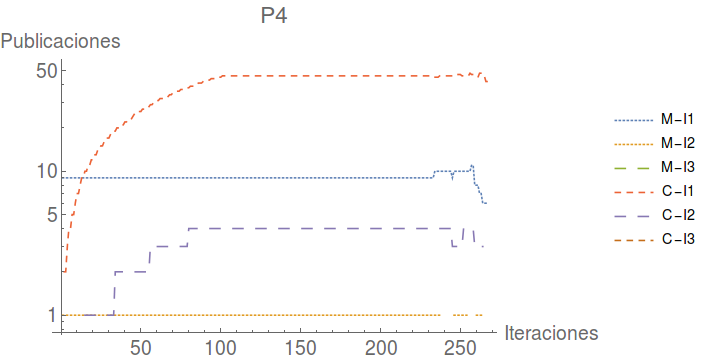 P4
Publicaciones
50
10
5
1
50
100
150
200
250
Iteraciones
M-I1
M-I2
M-I3
C-I1
C-I2
C-I3